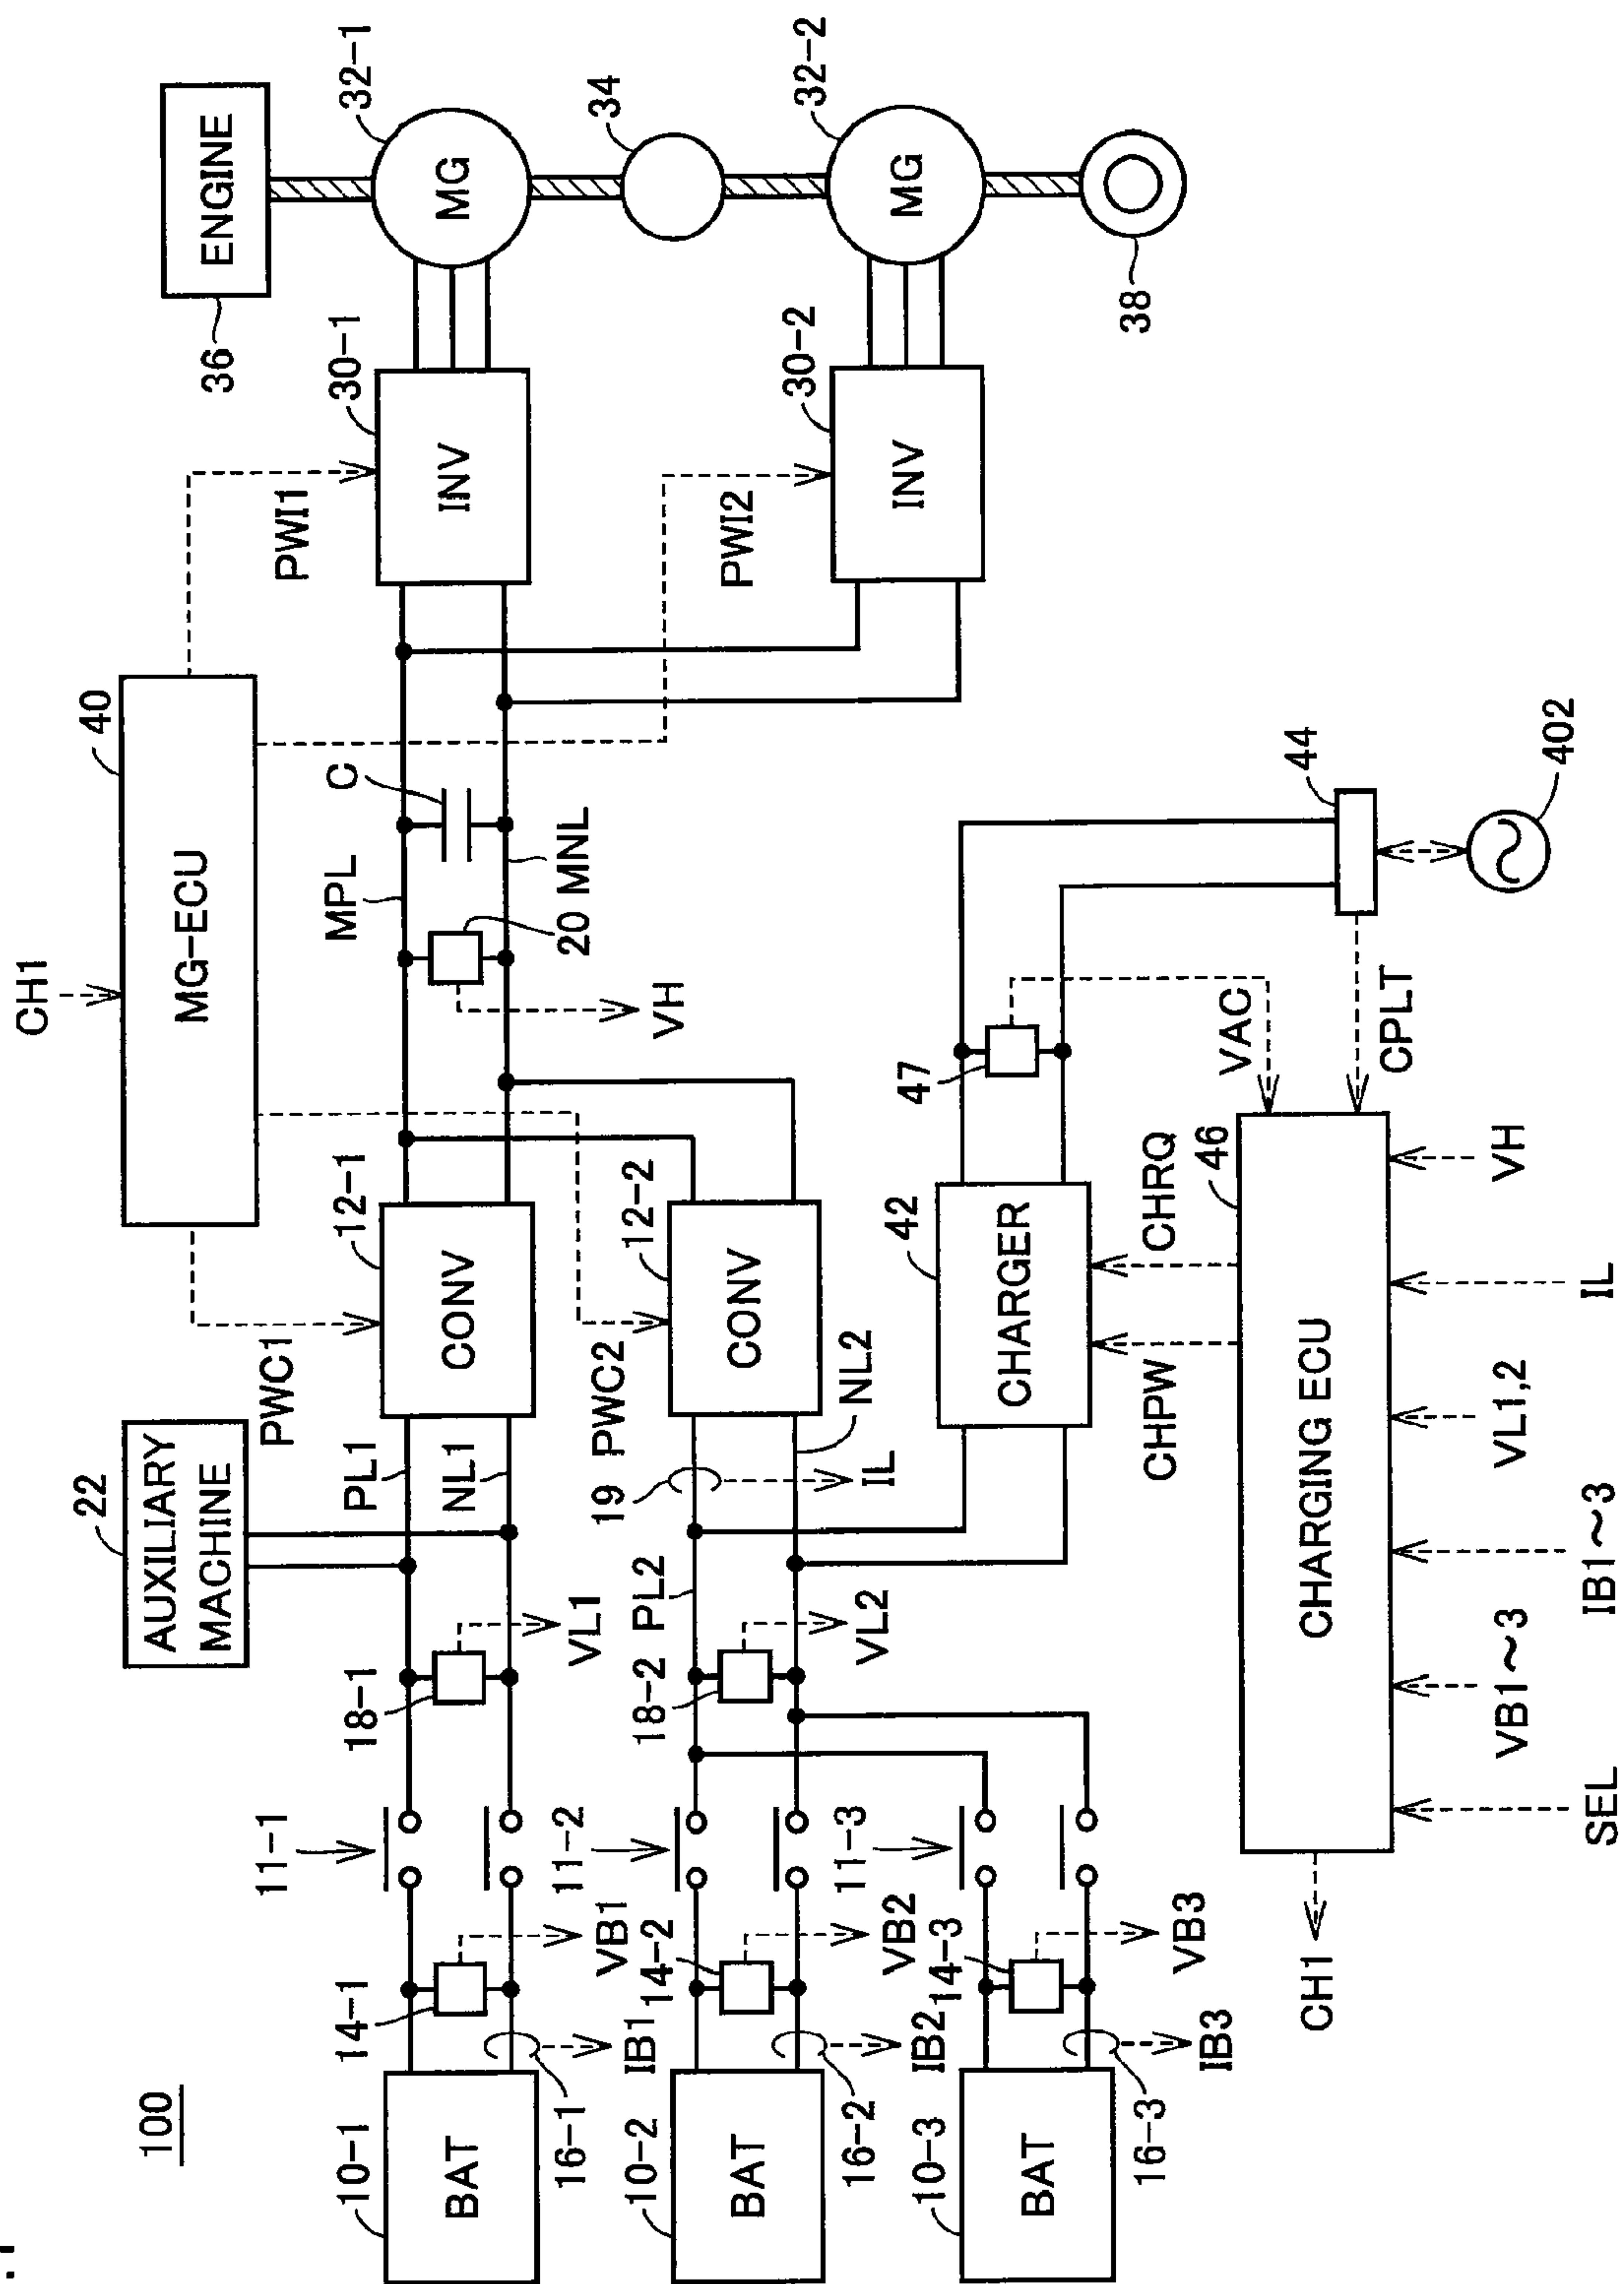 100
CH1
40
MG-ECU
ENGINE
36
22
AUXILIARY
MACHINE
PWC1
12-1
CONV
MPL
C
20
MNL
VH
PWI1
30-1
INV
32-1
MG
34
10-1
BAT
16-1
14-1
IB1
VB1
11-1
18-1
VL1
PL1
NL1
PWC2
12-2
CONV
NL2
19
IL
PL2
18-2
VL2
11-2
14-2
VB2
IB2
16-2
10-2
BAT
PWI2
30-2
INV
32-2
MG
38
10-3
BAT
16-3
14-3
IB3
VB3
11-3
42
CHARGER
47
VAC
CPLT
44
402
CHPW
CHRQ
46
CHARGING ECU
CH1
SEL
VB1~3
IB1~3
VL1,2
IL
VH